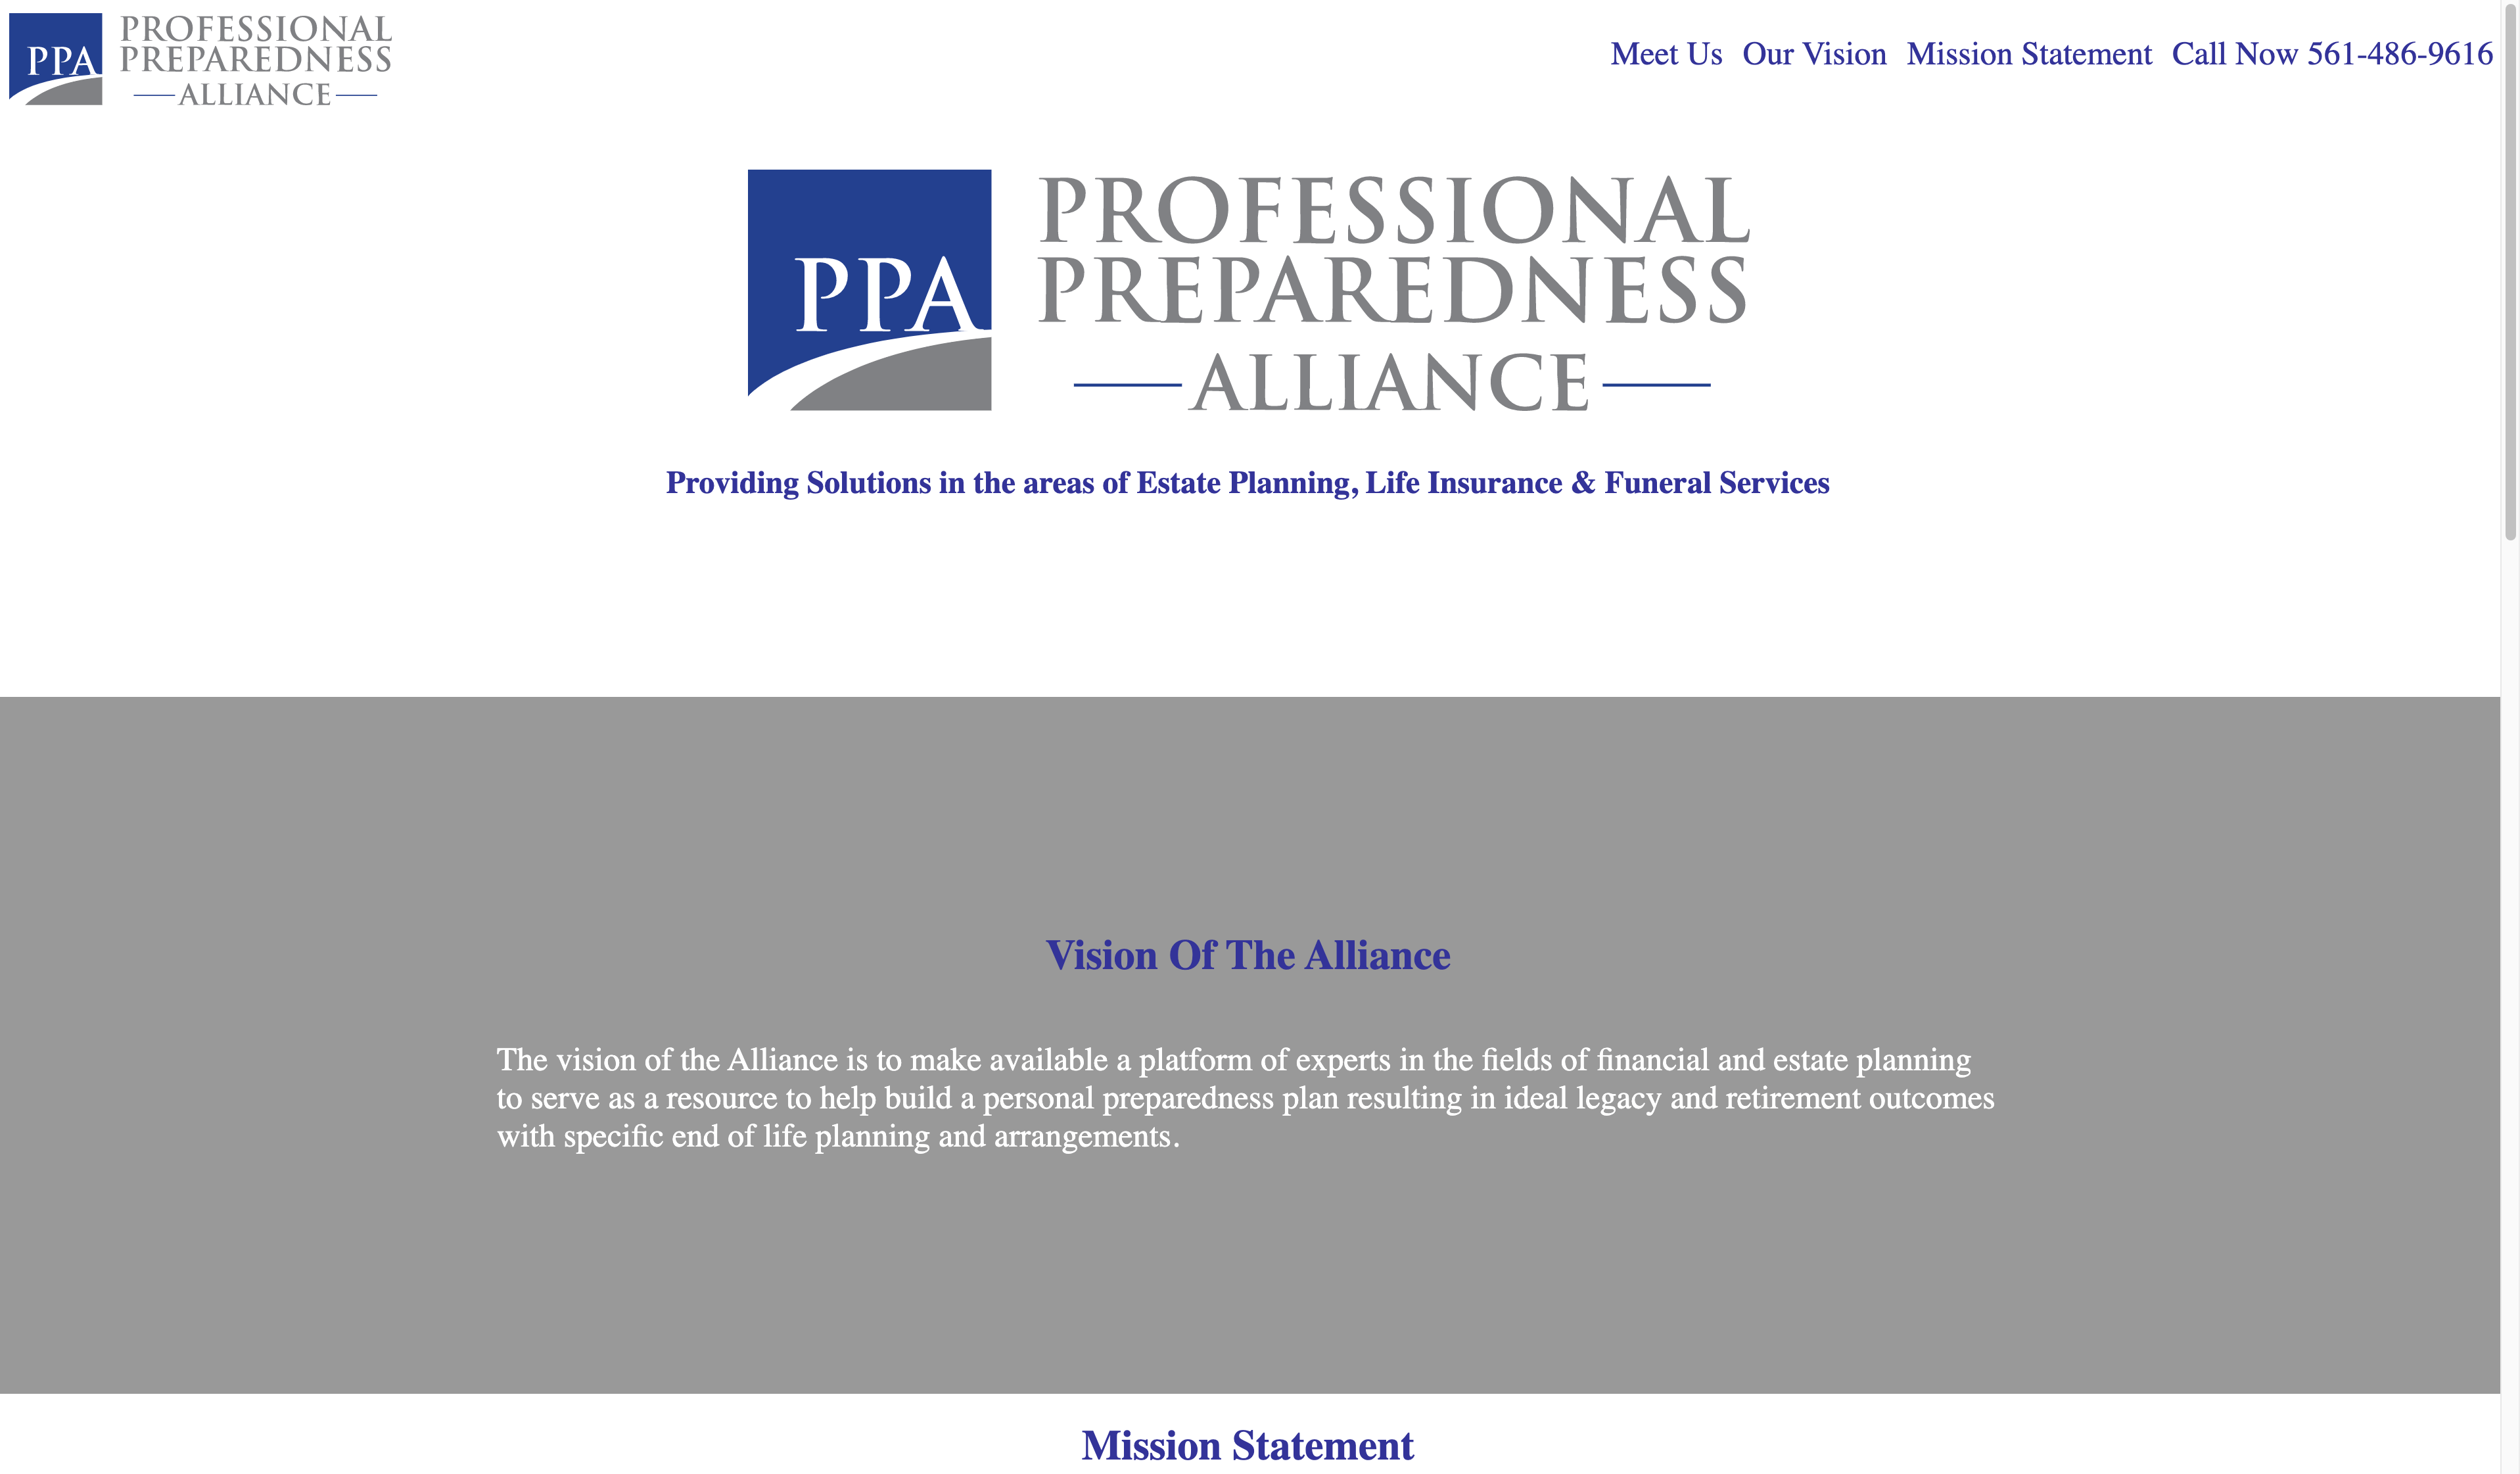 PPA
PROFESSIONAL
PREPAREDNESS
ALLIANCE
Meet Us Our Vision Mission Statement Call Now 561-486-9616
PPA
PROFESSIONAL
PREPAREDNESS
ALLIANCE
Providing Solutions in the areas of Estate Planning, Life Insurance & Funeral Services
Vision Of The Alliance
The vision of the Alliance is to make available a platform of experts in the fields of financial and estate planning
to serve as a resource to help build a personal preparedness plan resulting in ideal legacy and retirement outcomes
with specific end of life planning and arrangements.
Mission Statement